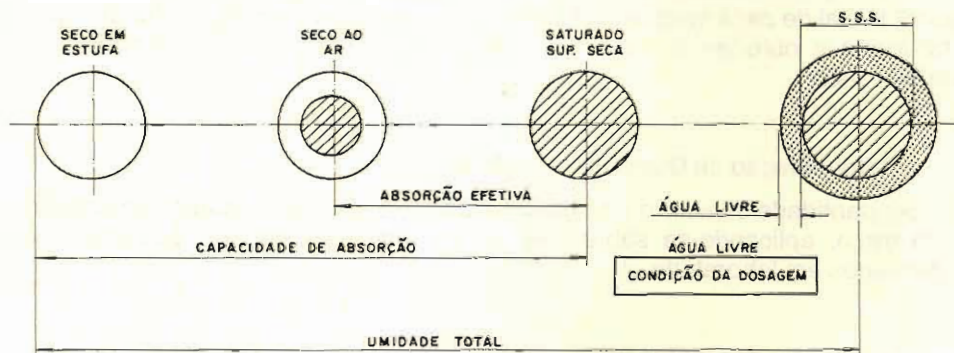 SECO EM
ESTUFA
SECO AO
AR
SATURADO
SUP. SECA
S.S.S.
ABSORÇÃO EFETIVA
ÁGUA LIVRE
CAPACIDADE DE ABSORÇÃO
ÁGUA LIVRE
CONDIÇÃO DA DOSAGEM
UMIDADE TOTAL